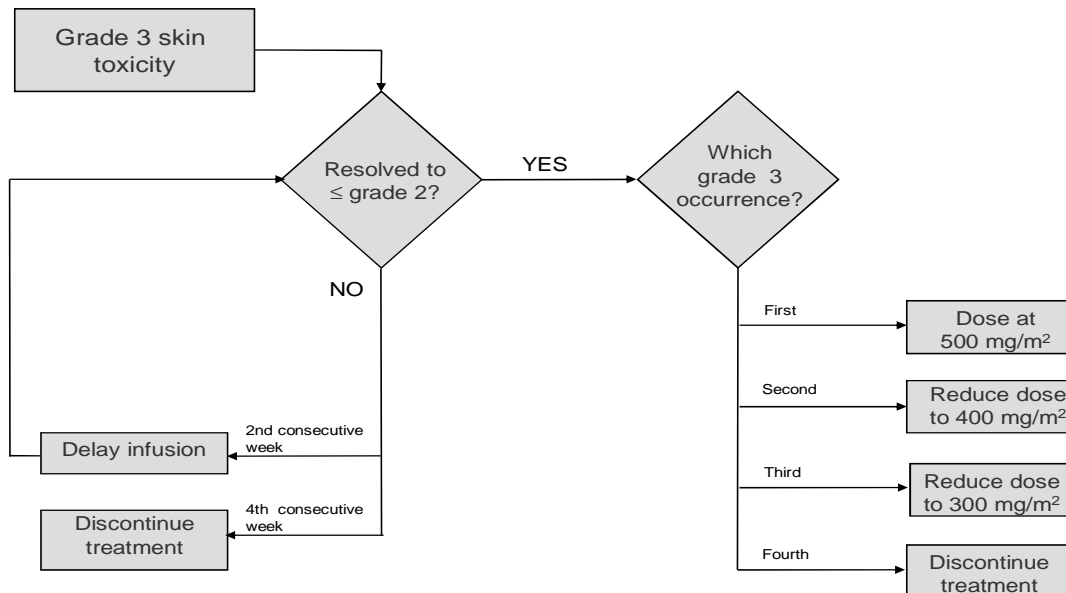 Grade 3 skin
toxicity
Resolved to
≤ grade 2?
YES
Which
grade 3
occurrence?
NO
First
Dose at
500 mg/m²
Second
Reduce dose
to 400 mg/m²
2nd consecutive
week
Delay infusion
Third
Reduce dose
to 300 mg/m²
4th consecutive
week
Discontinue
treatment
Fourth
Discontinue
treatment